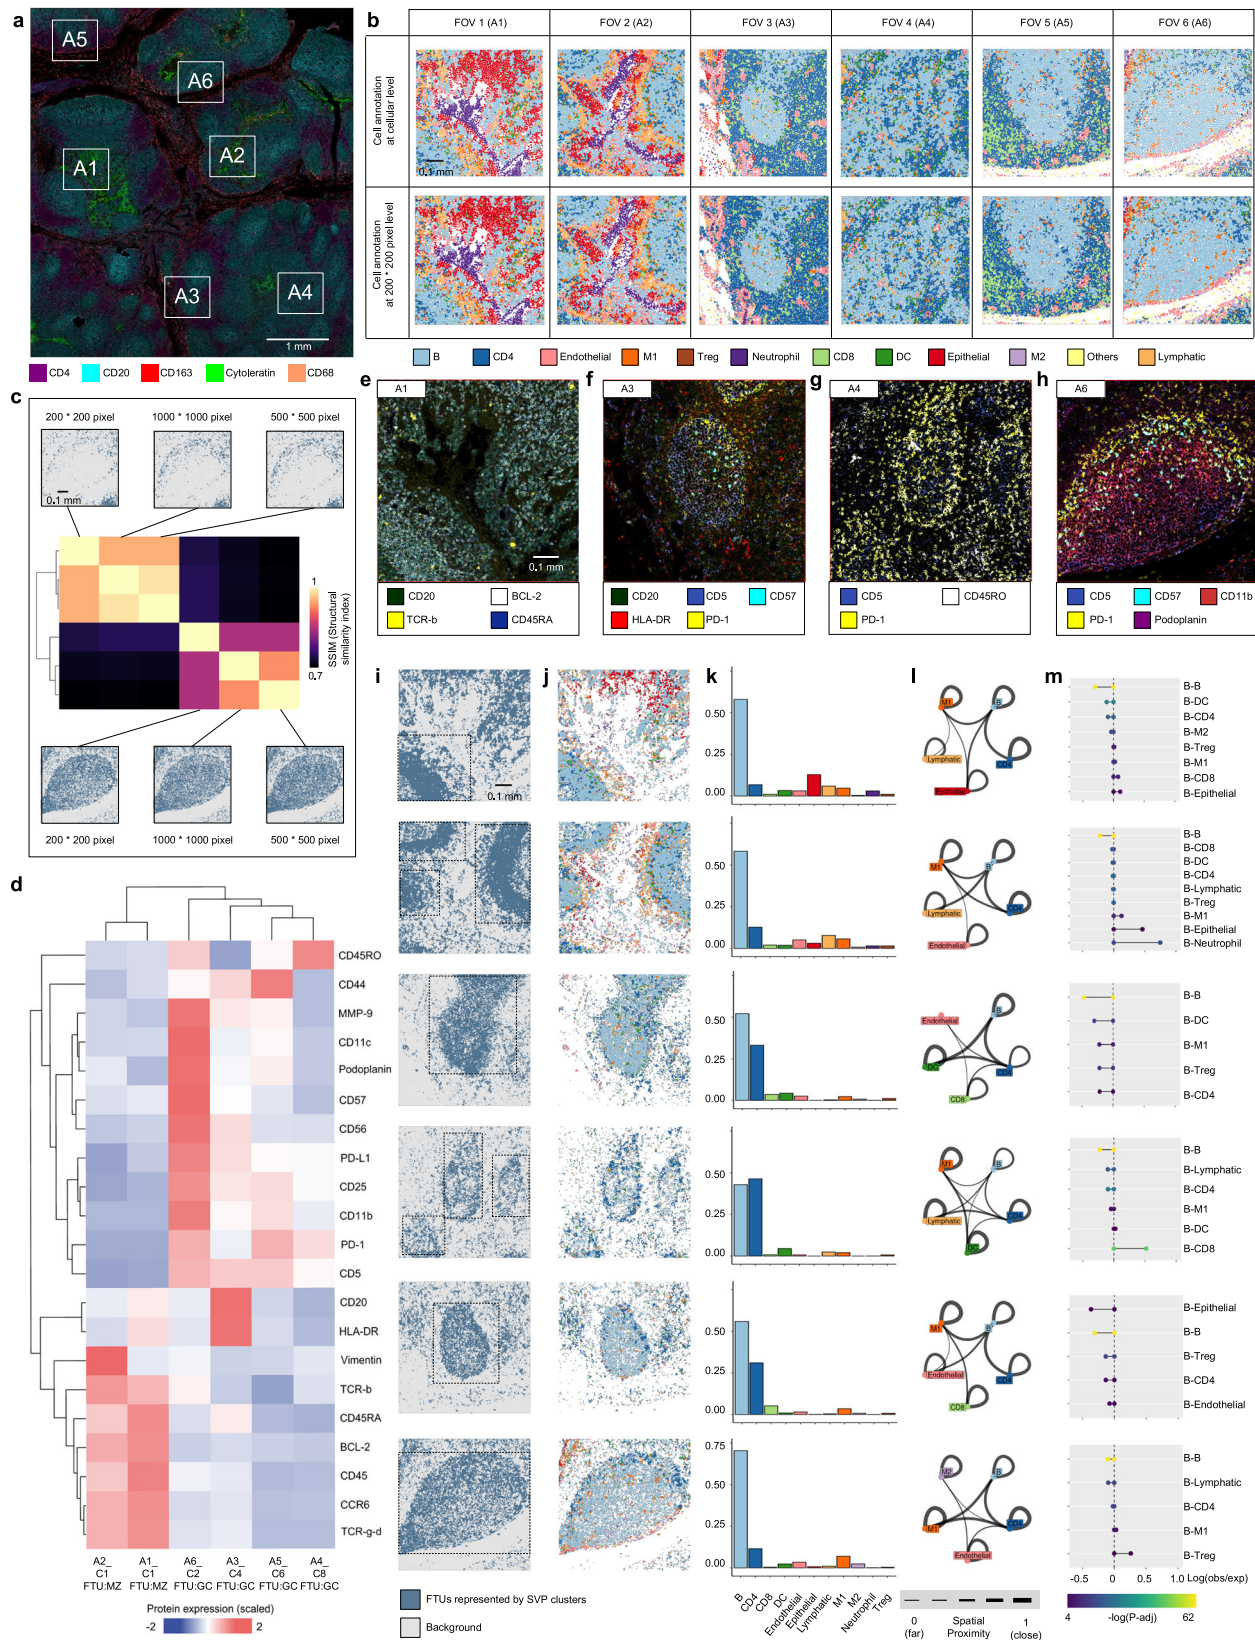 a
A5
A6
A1
A2
A3
A4
1 mm
CD4
CD20
CD163
Cytoleratin
CD68
b
FOV 1 (A1)
FOV 2 (A2)
FOV 3 (A3)
FOV 4 (A4)
FOV 5 (A5)
FOV 6 (A6)
Cell annotation
at cellular level
0.1 mm
Cell annotation
at 200 * 200 pixel level
B
CD4
Endothelial
M1
Treg
Neutrophil
CD8
DC
Epithelial
M2
Others
Lymphatic
c
200 * 200 pixel
1000 * 1000 pixel
500 * 500 pixel
0.1 mm
1
SSIM (Structural
similarity index)
0.7
200 * 200 pixel
1000 * 1000 pixel
500 * 500 pixel
e
A1
0.1 mm
CD20
BCL-2
TCR-b
CD45RA
f
A3
CD20
CD5
CD57
HLA-DR
PD-1
g
A4
CD5
CD45RO
PD-1
h
A6
CD5
CD57
CD11b
PD-1
Podoplanin
d
CD45RO
CD44
MMP-9
CD11c
Podoplanin
CD57
CD56
PD-L1
CD25
CD11b
PD-1
CD5
CD20
HLA-DR
Vimentin
TCR-b
CD45RA
BCL-2
CD45
CCR6
TCR-g-d
A2_ C1 FTU:MZ
A1_ C1 FTU:MZ
A6_ C2 FTU:GC
A3_ C4 FTU:GC
A5_ C6 FTU:GC
A4_ C8 FTU:GC
Protein expression (scaled)
-2
2
i
0.1 mm
FTUs represented by SVP clusters
Background
j
k
0.50
0.25
0.00
0.50
0.25
0.00
0.50
0.25
0.00
0.50
0.25
0.00
0.50
0.25
0.00
0.75
0.50
0.25
0.00
B
CD4
CD8
DC
Endothelial
Epithelial
Lymphatic
M1
M2
Neutrophil
Treg
l
M1
B
Lymphatic
CD4
Epithelial
M1
B
Lymphatic
CD4
Endothelial
Endothelial
B
DC
CD4
CD8
M1
B
Lymphatic
CD4
DC
M1
B
Endothelial
CD4
CD8
M2
B
M1
CD4
Endothelial
0
(far)
Spatial
Proximity
1
(close)
m
B-B
B-DC
B-CD4
B-M2
B-Treg
B-M1
B-CD8
B-Epithelial
B-B
B-CD8
B-DC
B-CD4
B-Lymphatic
B-Treg
B-M1
B-Epithelial
B-Neutrophil
B-B
B-DC
B-M1
B-Treg
B-CD4
B-B
B-Lymphatic
B-CD4
B-M1
B-DC
B-CD8
B-Epithelial
B-B
B-Treg
B-CD4
B-Endothelial
B-B
B-Lymphatic
B-CD4
B-M1
B-Treg
-0.5
0
0.5
1.0
Log(obs/exp)
4
-log(P-adj)
62